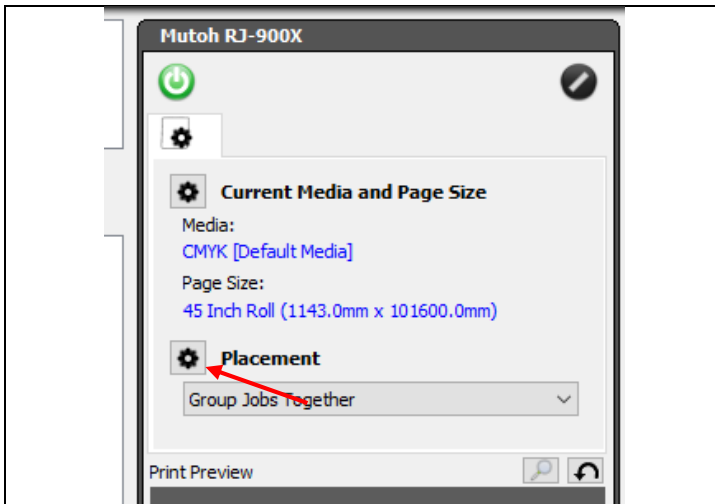 Mutoh RJ-900X
Current Media and Page Size
Media:
CMYK [Default Media]
Page Size:
45 Inch Roll (1143.0mm x 101600.0mm)
Placement
Group Jobs Together
Print Preview